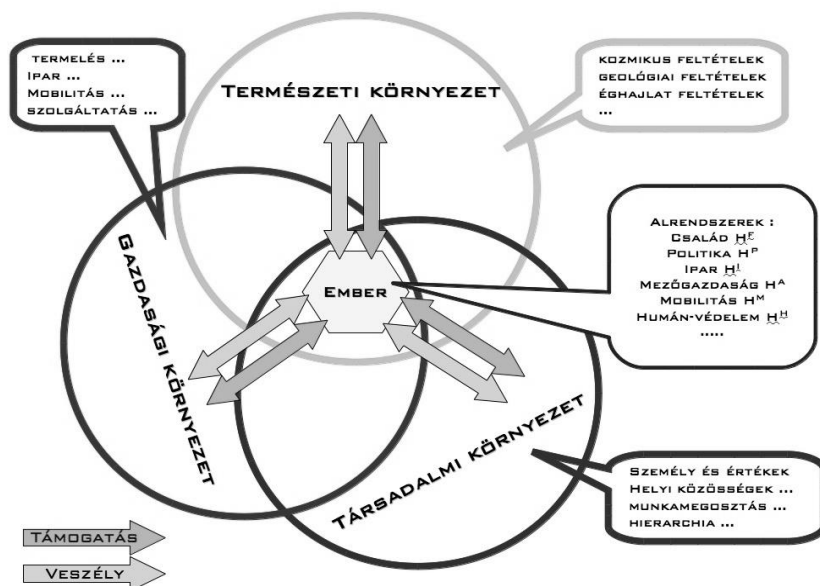 TERMELÉS ...
IPAR ...
MOBILITÁS ...
SZOLGÁLTATÁS ...
TERMÉSZETI KÖRNYEZET
KOZMIKUS FELTÉTELEK
GEOLÓGIAI FELTÉTELEK
ÉGHAJLAT FELTÉTELEK
...
GAZDASÁGI KÖRNYEZET
EMBER
ALRENDSZEREK :
CSALÁD H^F
POLITIKA H^P
IPAR H^I
MEZŐGAZDASÁG H^A
MOBILITÁS H^M
HUMÁN-VÉDELEM H^H
.....
TÁRSADALMI KÖRNYEZET
SZEMÉLY ÉS ÉRTÉKEK
HELYI KÖZÖSSÉGEK ...
MUNKAMEGOSZTÁS ...
HIERARCHIA ...
TÁMOGATÁS
VESZÉLY